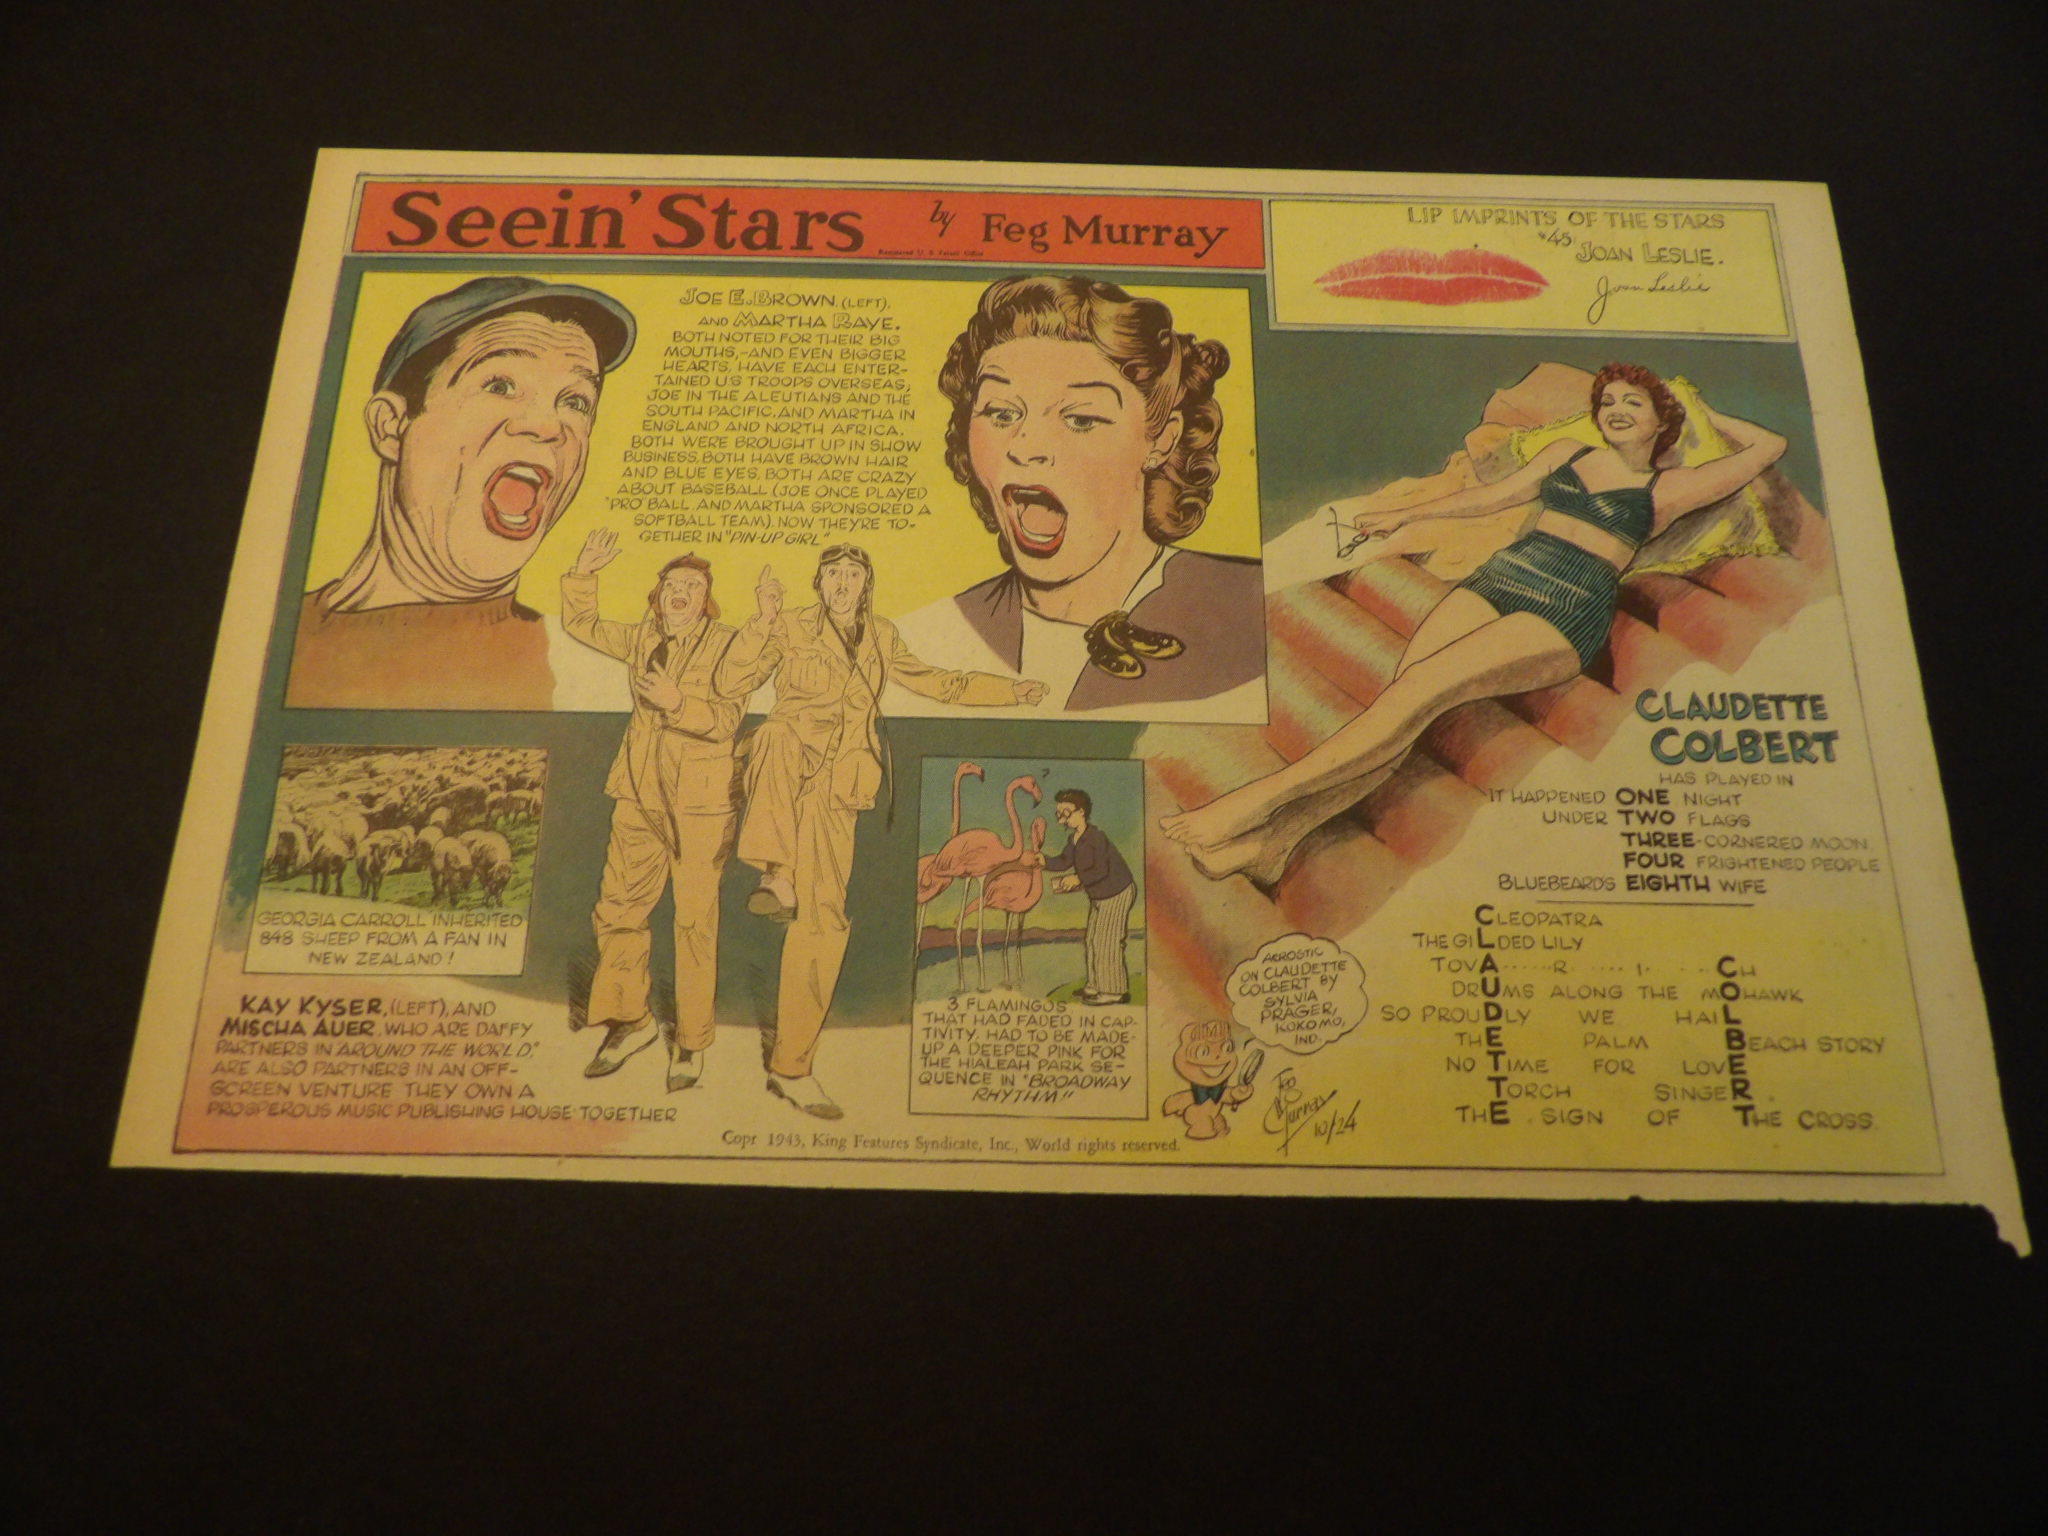 Seein' Stars by Feg Murray
Registered U. S. Patent Office
LIP IMPRINTS OF THE STARS
#45, JOAN LESLIE.
Joan Leslie
JOE E. BROWN, (LEFT),
AND MARTHA RAYE,
BOTH NOTED FOR THEIR BIG
MOUTHS,-AND EVEN BIGGER
HEARTS, HAVE EACH ENTER-
TAINED U.S. TROOPS OVERSEAS,
JOE IN THE ALEUTIANS AND THE
SOUTH PACIFIC, AND MARTHA IN
ENGLAND AND NORTH AFRICA.
BOTH WERE BROUGHT UP IN SHOW
BUSINESS, BOTH HAVE BROWN HAIR
AND BLUE EYES, BOTH ARE CRAZY
ABOUT BASEBALL (JOE ONCE PLAYED
"PRO" BALL, AND MARTHA SPONSORED A
SOFTBALL TEAM). NOW THEY'RE TO-
GETHER IN "PIN-UP GIRL"
GEORGIA CARROLL INHERITED
848 SHEEP FROM A FAN IN
NEW ZEALAND!
KAY KYSER, (LEFT), AND
MISCHA AUER, WHO ARE DAFFY
PARTNERS IN "AROUND THE WORLD,"
ARE ALSO PARTNERS IN AN OFF-
SCREEN VENTURE THEY OWN A
PROSPEROUS MUSIC PUBLISHING HOUSE TOGETHER
?
3 FLAMINGOS
THAT HAD FADED IN CAP-
TIVITY, HAD TO BE MADE-
UP A DEEPER PINK FOR
THE HIALEAH PARK SE-
QUENCE IN "BROADWAY
RHYTHM"!
CLAUDETTE
COLBERT
HAS PLAYED IN
IT HAPPENED ONE NIGHT
UNDER TWO FLAGS
THREE-CORNERED MOON
FOUR FRIGHTENED PEOPLE
BLUEBEARD'S EIGHTH WIFE
CLEOPATRA
THE GILDED LILY
TOVA......R.....I.....CH
DRUMS ALONG THE MOHAWK
SO PROUDLY WE HAIL
THE PALM BEACH STORY
NO TIME FOR LOVE
TORCH SINGER.
THE SIGN OF THE CROSS.
ACROSTIC
ON CLAUDETTE
COLBERT BY
SYLVIA
PRAGER,
KOKOMO,
IND.
Feg
Murray
10/24
Copr 1943, King Features Syndicate, Inc., World rights reserved.